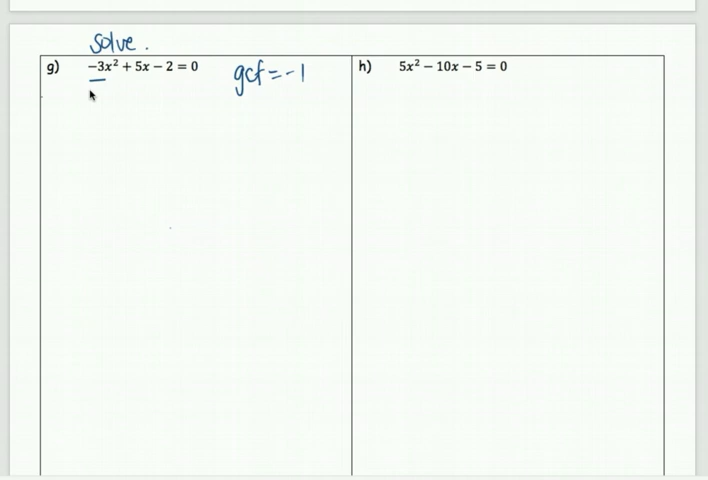 solve.
g) -3x² + 5x − 2 = 0 gcf = -1
h) 5x² − 10x − 5 = 0